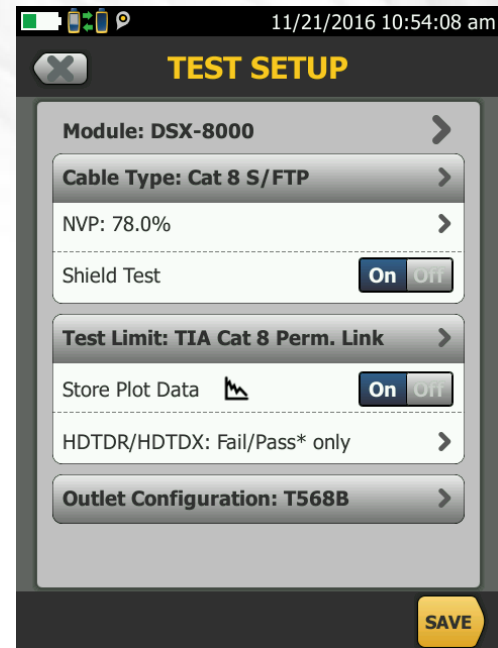 11/21/2016 10:54:08 am
TEST SETUP
Module: DSX-8000
Cable Type: Cat 8 S/FTP
NVP: 78.0%
Shield Test On Off
Test Limit: TIA Cat 8 Perm. Link
Store Plot Data On Off
HDTDR/HDTDX: Fail/Pass* only
Outlet Configuration: T568B
SAVE